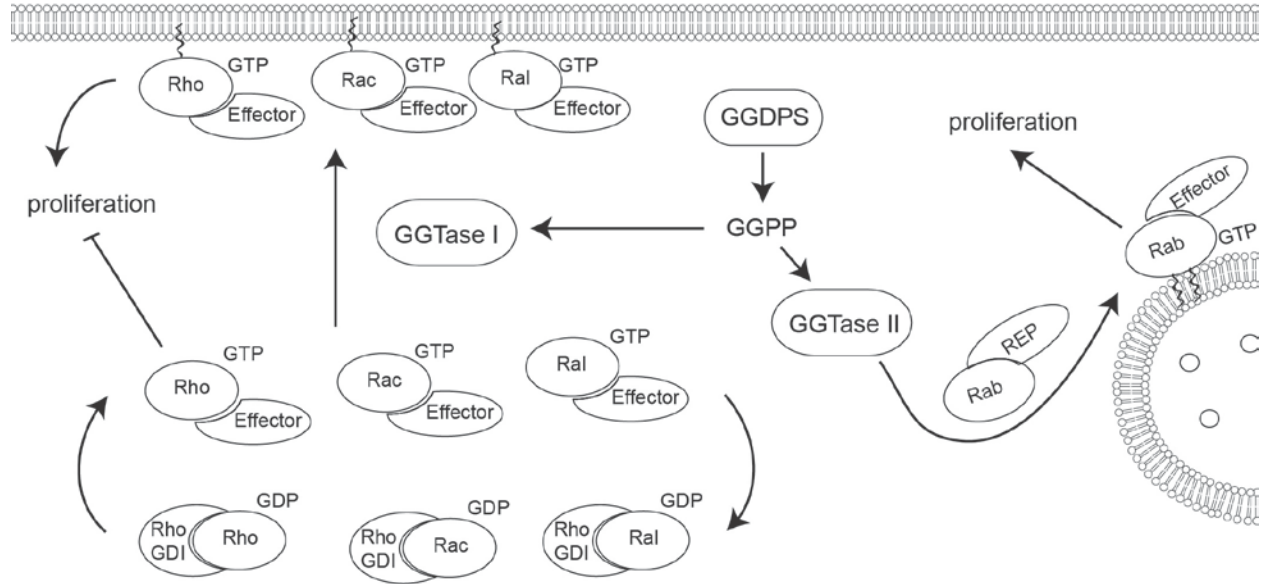 GTP
Rho
Effector
GTP
Rac
Effector
GTP
Ral
Effector
GGDPS
proliferation
Effector
Rab
GTP
proliferation
GGTase I
GGPP
GGTase II
REP
Rab
GTP
Rho
Effector
GTP
Rac
Effector
GTP
Ral
Effector
GDP
Rho
GDI
Rho
GDP
Rho
GDI
Rac
GDP
Rho
GDI
Ral